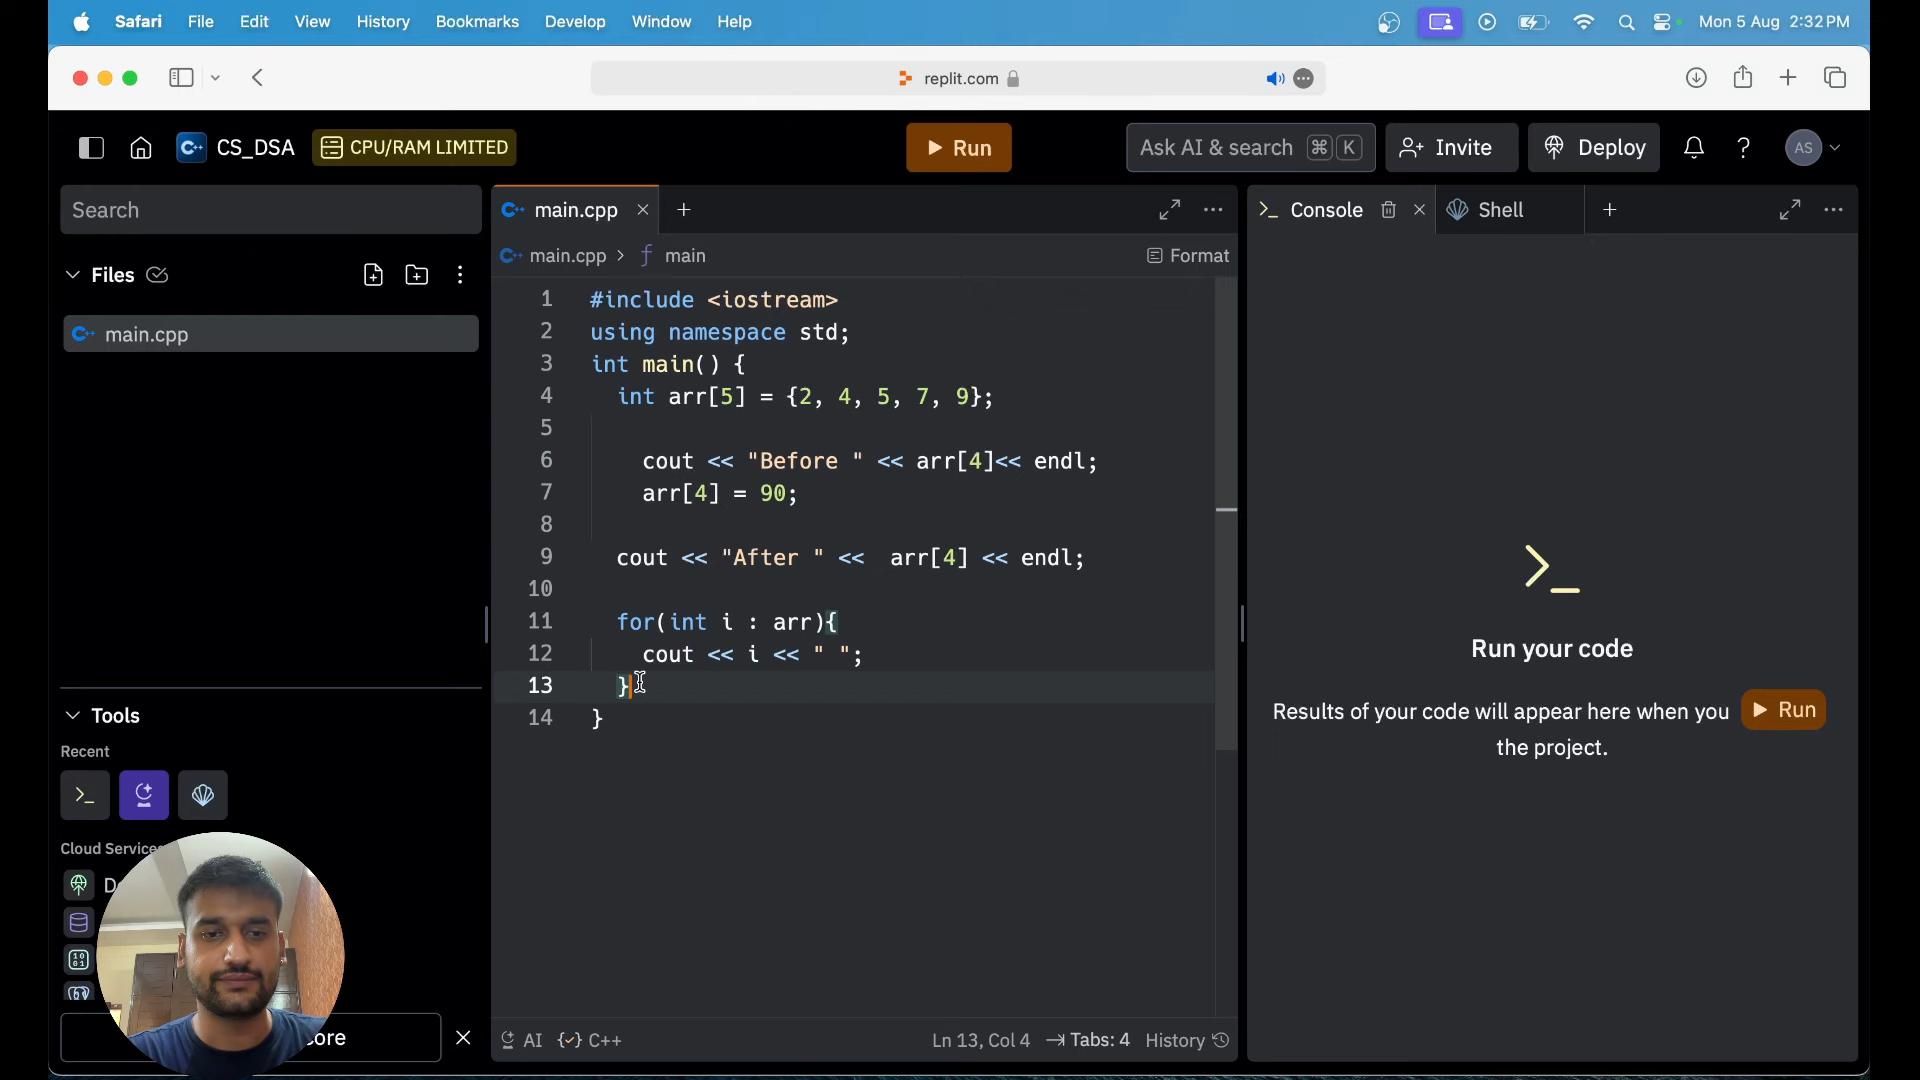 Safari File Edit View History Bookmarks Develop Window Help Mon 5 Aug 2:32 PM
replit.com
CS_DSA CPU/RAM LIMITED Run Ask AI & search ⌘ K Invite Deploy ? AS
Search
Files
main.cpp
Tools
Recent
Cloud Service
ore
main.cpp
main.cpp > main Format
1 #include <iostream>
2 using namespace std;
3 int main() {
4 int arr[5] = {2, 4, 5, 7, 9};
5
6 cout << "Before " << arr[4]<< endl;
7 arr[4] = 90;
8
9 cout << "After " << arr[4] << endl;
10
11 for(int i : arr){
12 cout << i << " ";
13 }
14 }
AI C++ Ln 13, Col 4 Tabs: 4 History
Console Shell
Run your code
Results of your code will appear here when you Run
the project.